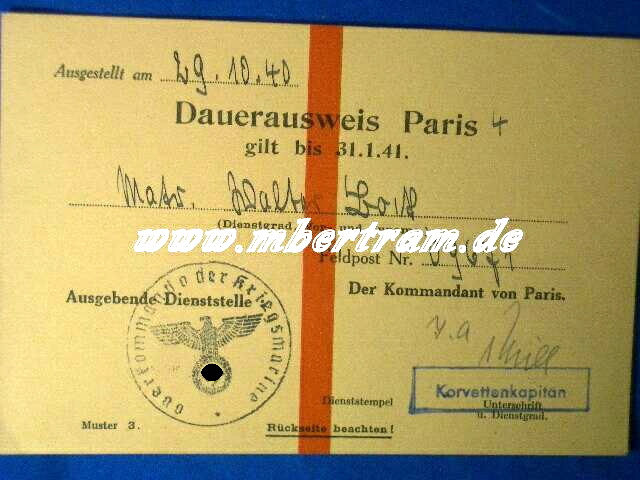 Ausgestellt am 29.10.40
Dauerausweis Paris 4
gilt bis 31.1.41.
Matr. Walter
(Dienstgrad, Vor- und
www.mbertram.de
Feldpost Nr.
Ausgebende Dienststelle:
Der Kommandant von Paris.
Oberkommando der Kriegsmarine
Korvettenkapitän
Dienststempel
Unterschrift
u. Dienstgrad.
Muster 3.
Rückseite beachten!